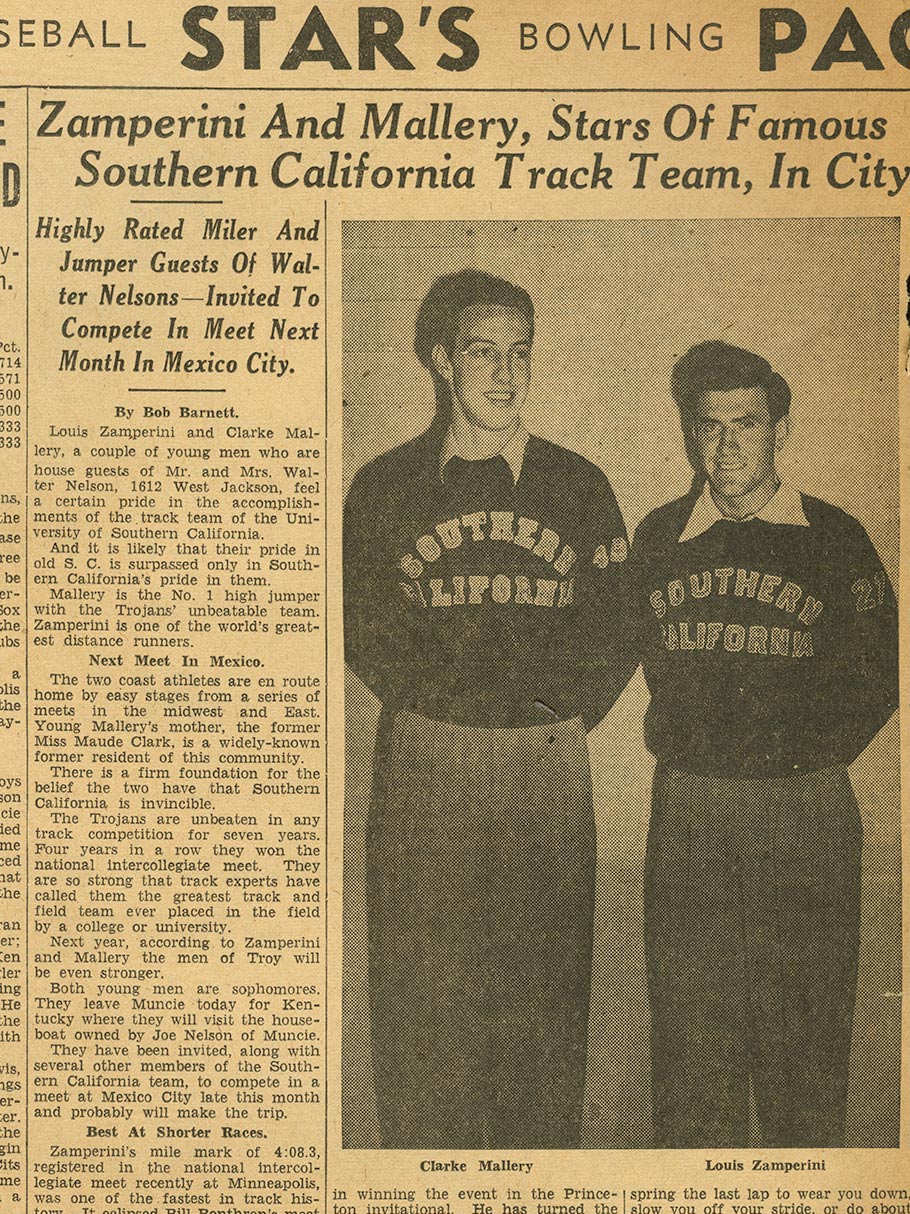 SEBALL STAR'S BOWLING
Zamperini And Mallery, Stars Of Famous
Southern California Track Team, In City
Highly Rated Miler And
Jumper Guests Of Wal-
ter Nelsons—Invited To
Compete In Meet Next
Month In Mexico City.
By Bob Barnett.
Louis Zamperini and Clarke Mal-
lery, a couple of young men who are
house guests of Mr. and Mrs. Wal-
ter Nelson, 1612 West Jackson, feel
a certain pride in the accomplish-
ments of the track team of the Uni-
versity of Southern California.
And it is likely that their pride in
old S. C. is surpassed only in South-
ern California's pride in them.
Mallery is the No. 1 high jumper
with the Trojans' unbeatable team.
Zamperini is one of the world's great-
est distance runners.
Next Meet In Mexico.
The two coast athletes are en route
home by easy stages from a series of
meets in the midwest and East.
Young Mallery's mother, the former
Miss Maude Clark, is a widely-known
former resident of this community.
There is a firm foundation for the
belief the two have that Southern
California is invincible.
The Trojans are unbeaten in any
track competition for seven years.
Four years in a row they won the
national intercollegiate meet. They
are so strong that track experts have
called them the greatest track and
field team ever placed in the field
by a college or university.
Next year, according to Zamperini
and Mallery the men of Troy will
be even stronger.
Both young men are sophomores.
They leave Muncie today for Ken-
tucky where they will visit the house-
boat owned by Joe Nelson of Muncie.
They have been invited, along with
several other members of the South-
ern California team, to compete in a
meet at Mexico City late this month
and probably will make the trip.
Best At Shorter Races.
Zamperini's mile mark of 4:08.3,
registered in the national intercol-
legiate meet recently at Minneapolis,
was one of the fastest in track his-
tory. It eclipsed Bill Bonthron's most
SOUTHERN
ALIFORNIA
SOUTHERN
ALIFORNIA
21
Clarke Mallery
Louis Zamperini
in winning the event in the Prince-
ton invitational. He has turned the
spring the last lap to wear you down,
slow you off your stride, or do about
Pct.
714
571
500
500
333
333